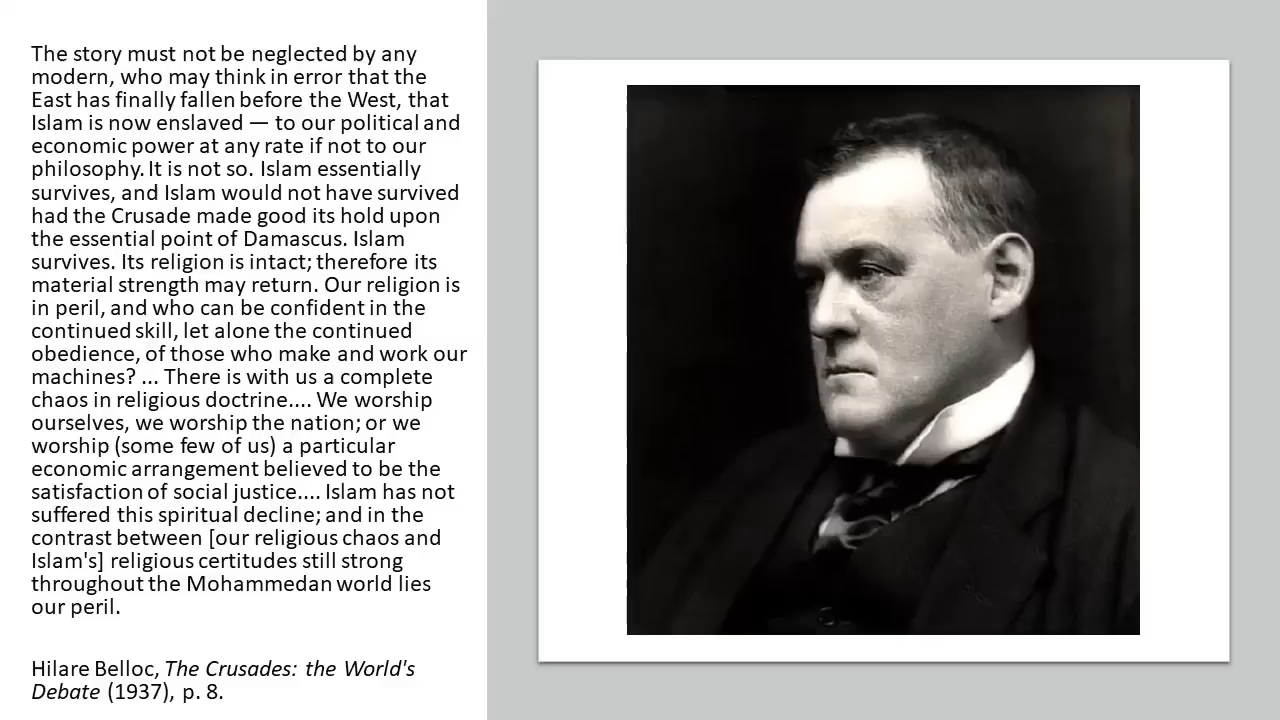 The story must not be neglected by any
modern, who may think in error that the
East has finally fallen before the West, that
Islam is now enslaved — to our political and
economic power at any rate if not to our
philosophy. It is not so. Islam essentially
survives, and Islam would not have survived
had the Crusade made good its hold upon
the essential point of Damascus. Islam
survives. Its religion is intact; therefore its
material strength may return. Our religion is
in peril, and who can be confident in the
continued skill, let alone the continued
obedience, of those who make and work our
machines? ... There is with us a complete
chaos in religious doctrine.... We worship
ourselves, we worship the nation; or we
worship (some few of us) a particular
economic arrangement believed to be the
satisfaction of social justice.... Islam has not
suffered this spiritual decline; and in the
contrast between [our religious chaos and
Islam's] religious certitudes still strong
throughout the Mohammedan world lies
our peril.
Hilare Belloc, The Crusades: the World's
Debate (1937), p. 8.